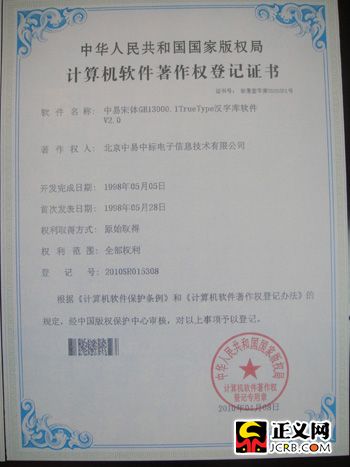 中华人民共和国国家版权局
计算机软件著作权登记证书
证书号：
软件名称：中易宋体GB13000.1TrueType汉字库软件
V2.0
著作权人：北京中易中标电子信息技术有限公司
开发完成日期：1998年05月05日
首次发表日期：1998年05月28日
权利取得方式：原始取得
权利范围：全部权利
登记号：2010SR015308
根据《计算机软件保护条例》和《计算机软件著作权登记办法》的
规定，经中国版权保护中心审核，对以上事项予以登记。
中华人民共和国国家版权局
计算机软件著作权
登记专用章
正义网
JCRB.COM